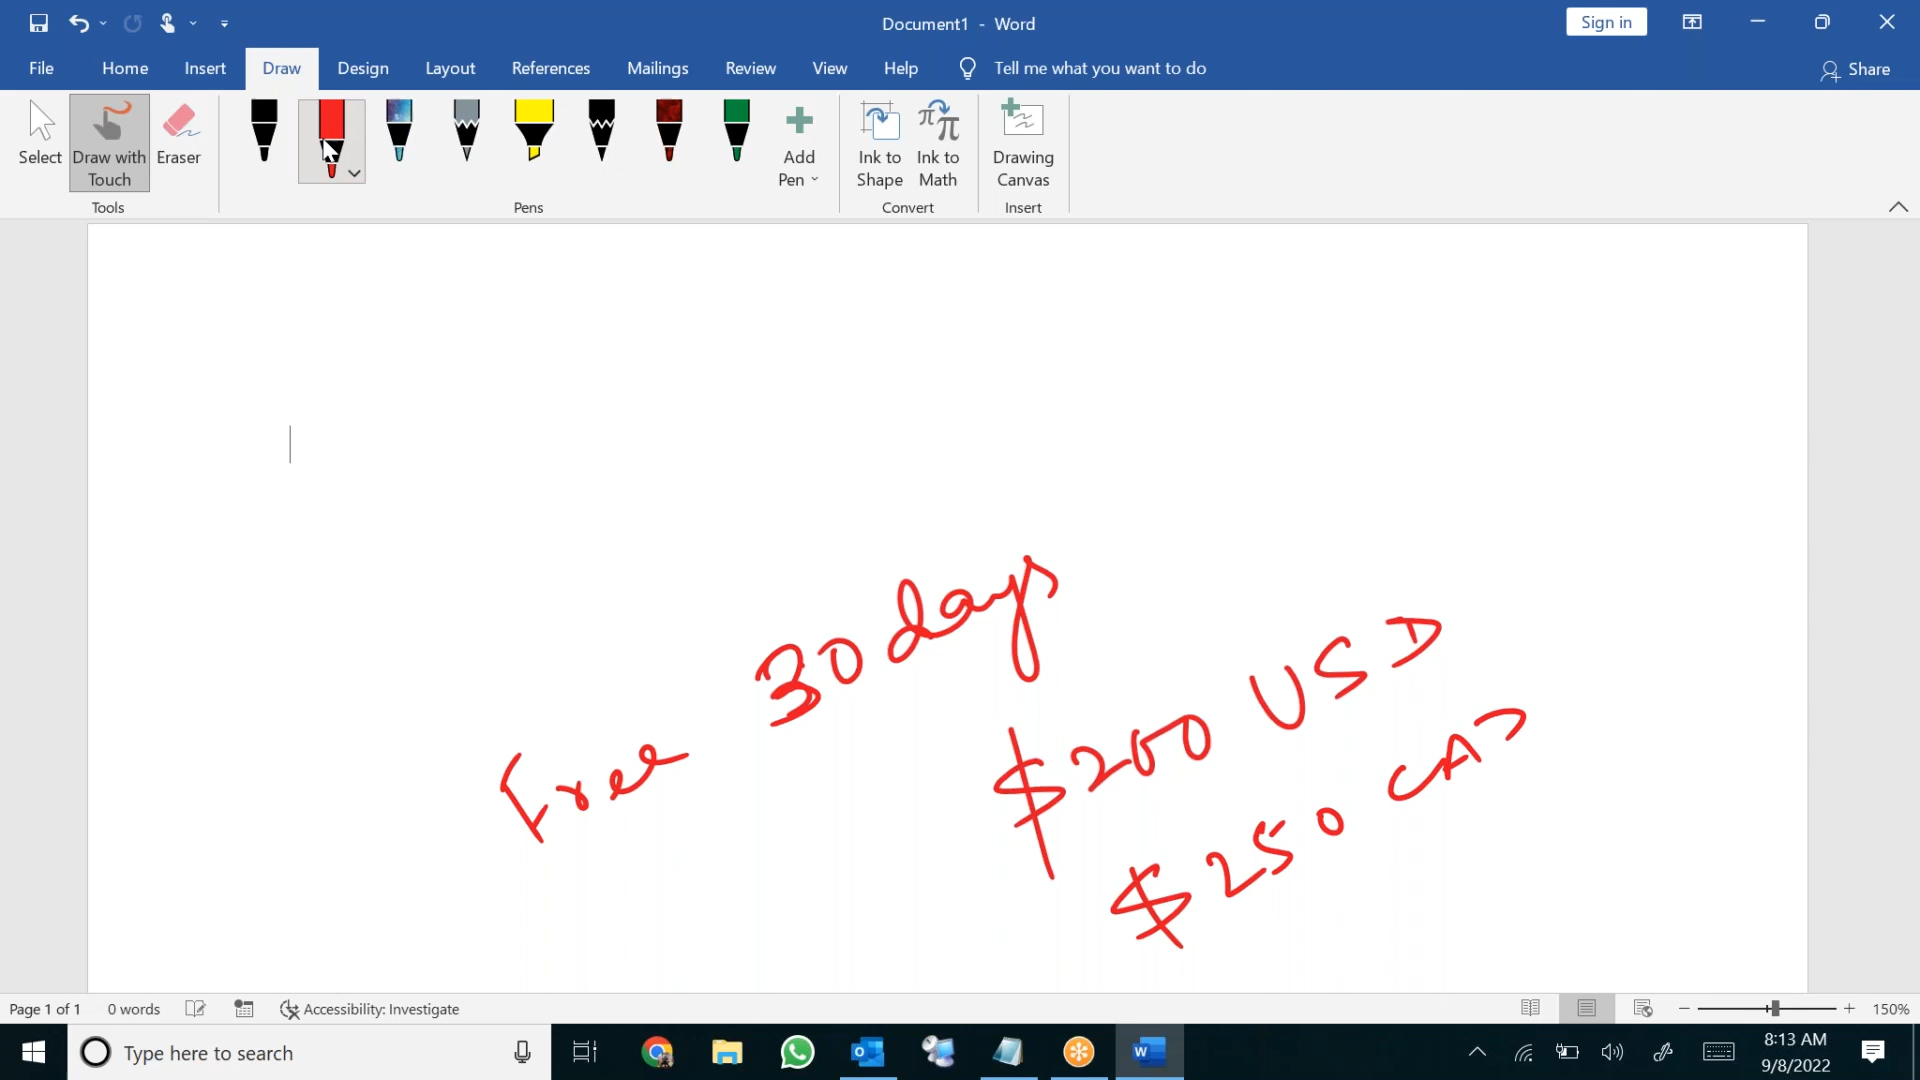 Document1 - Word
Sign in
File Home Insert Draw Design Layout References Mailings Review View Help Tell me what you want to do Share
Select Draw with Touch Eraser Add Pen Ink to Shape Ink to Math Drawing Canvas
Tools Pens Convert Insert
Free 30 days
$200 USD
$250 CAD
Page 1 of 1 0 words Accessibility: Investigate 150%
Type here to search
8:13 AM
9/8/2022